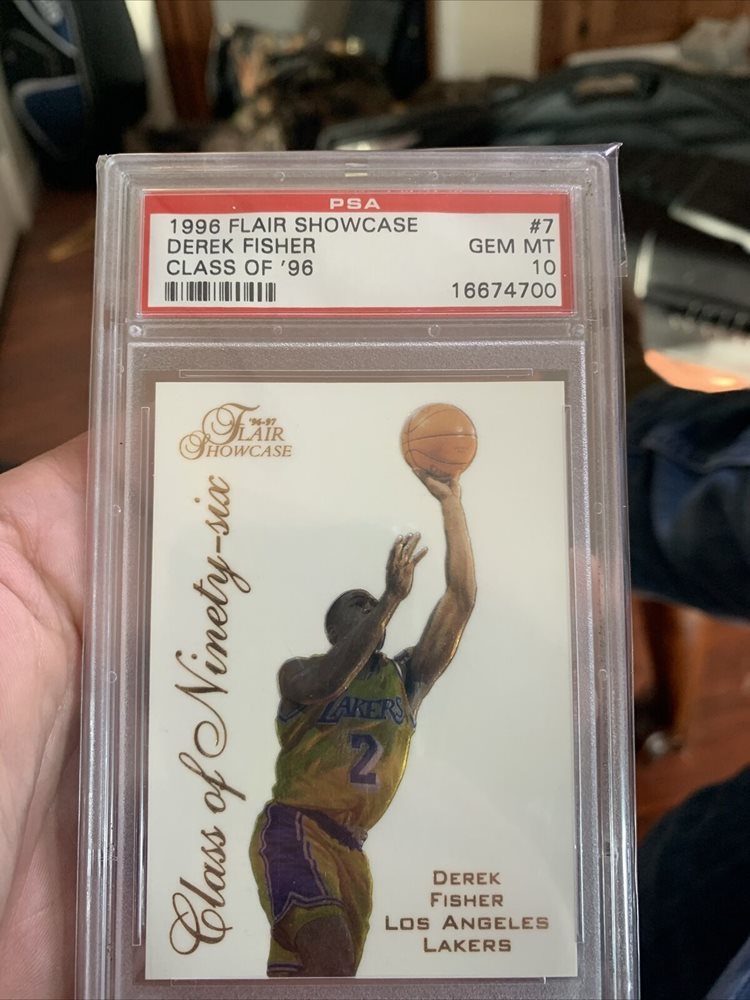 PSA
1996 FLAIR SHOWCASE #7
DEREK FISHER GEM MT
CLASS OF '96 10
16674700
'96-97
FLAIR
SHOWCASE
Class of Ninety-six
LAKERS
2
DEREK
FISHER
LOS ANGELES
LAKERS